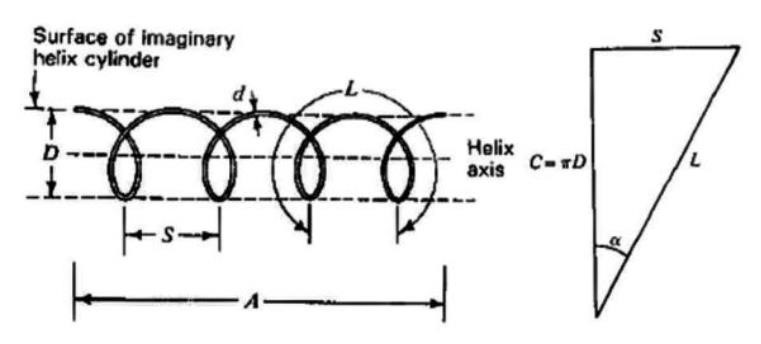 Surface of imaginary
helix cylinder
d
L
D
Helix
axis
S
A
S
C = πD
L
α